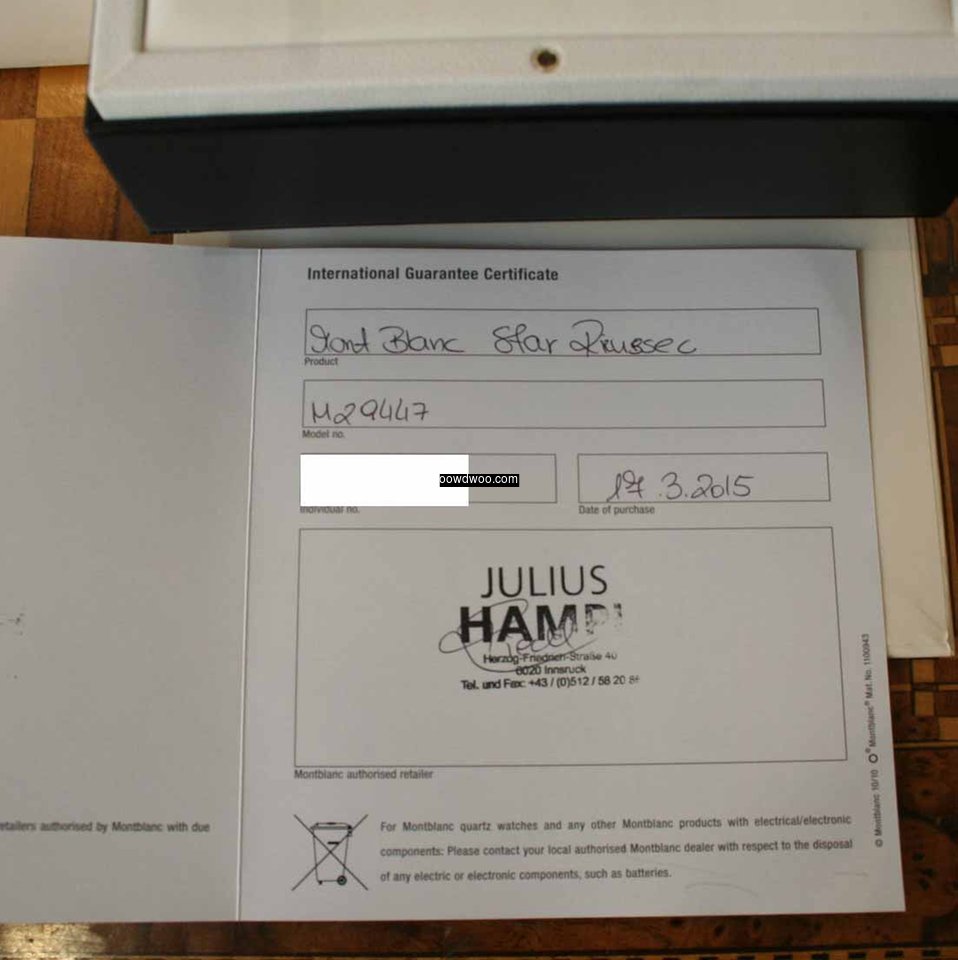 International Guarantee Certificate
Mont Blanc Star Rieussec
Product
M29447
Model no.
powdwoo.com
17.3.2015
Individual no.
Date of purchase
JULIUS
HAMPL
Herzog-Friedrich-Straße 40
6020 Innsruck
Tel. und Fax: +43 / (0)512 / 58 20
Montblanc authorised retailer
etailers authorised by Montblanc with due
For Montblanc quartz watches and any other Montblanc products with electrical/electronic
components: Please contact your local authorised Montblanc dealer with respect to the disposal
of any electric or electronic components, such as batteries.
© Montblanc 10/10 Montblanc® Mat. No. 1100943